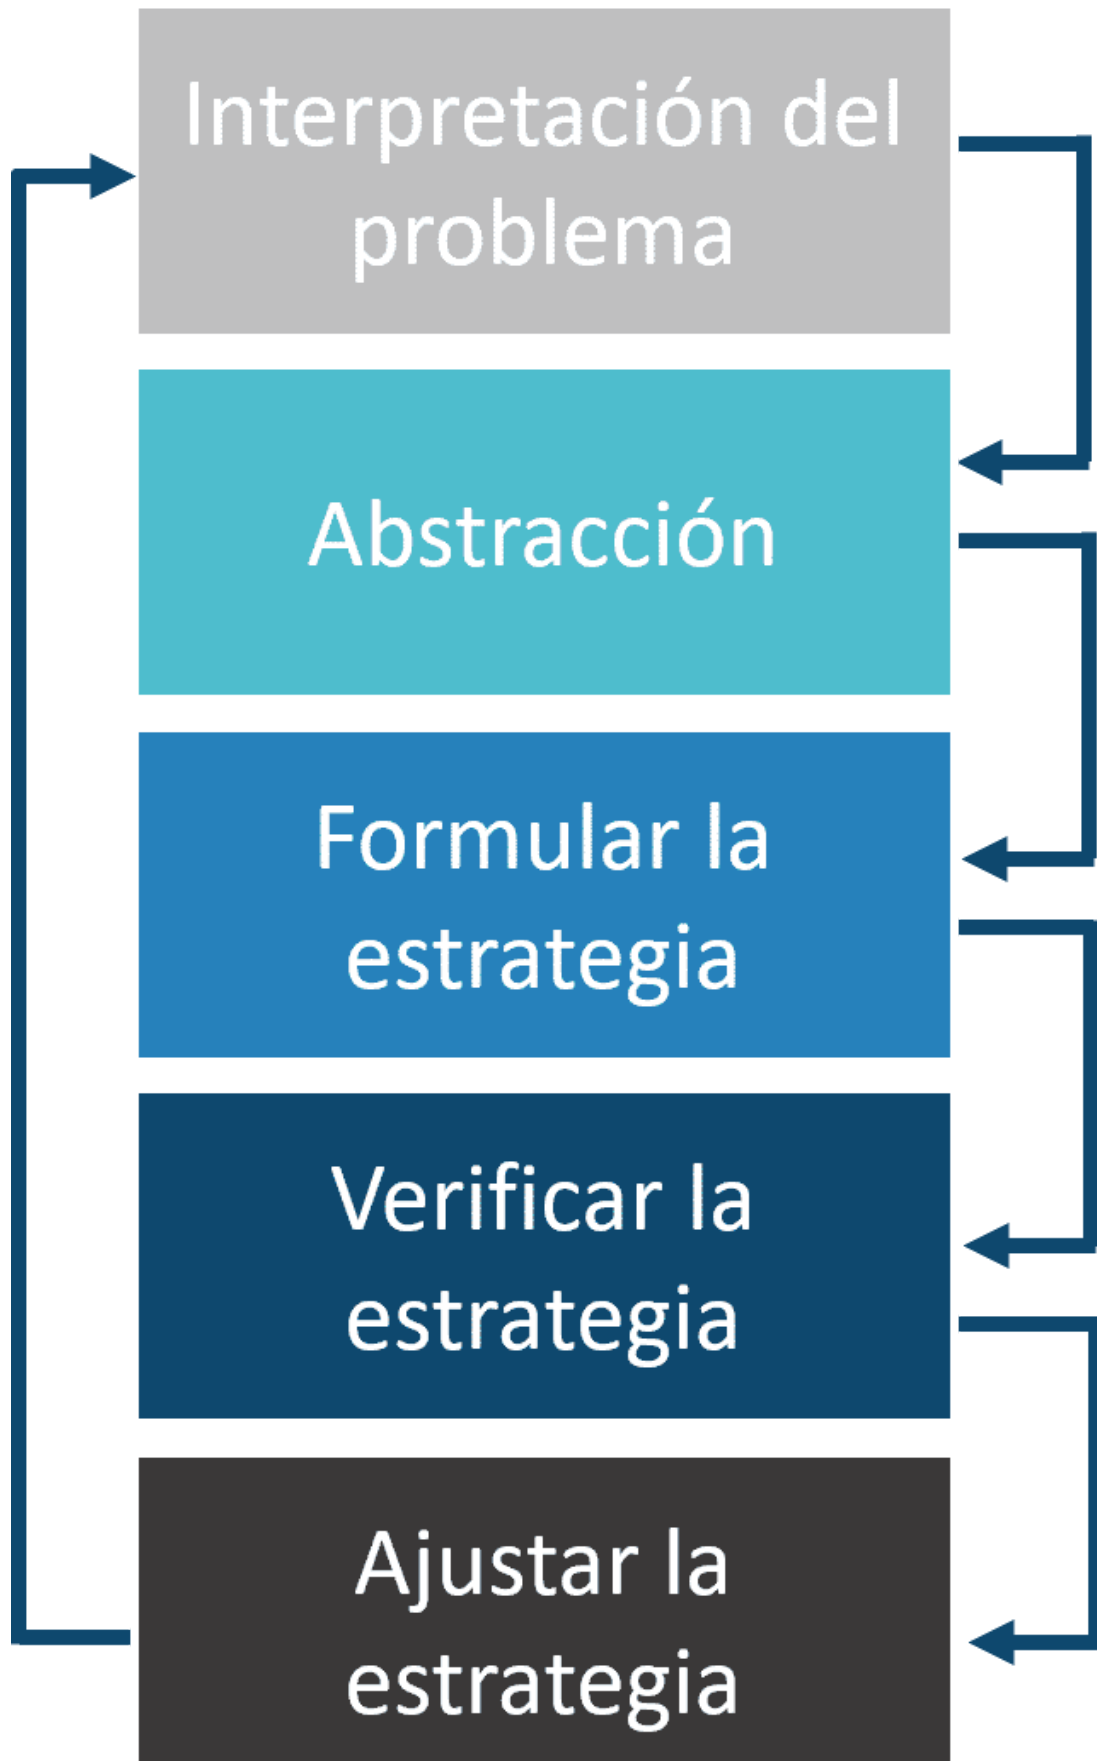 Interpretación del
problema
Abstracción
Formular la
estrategia
Verificar la
estrategia
Ajustar la
estrategia